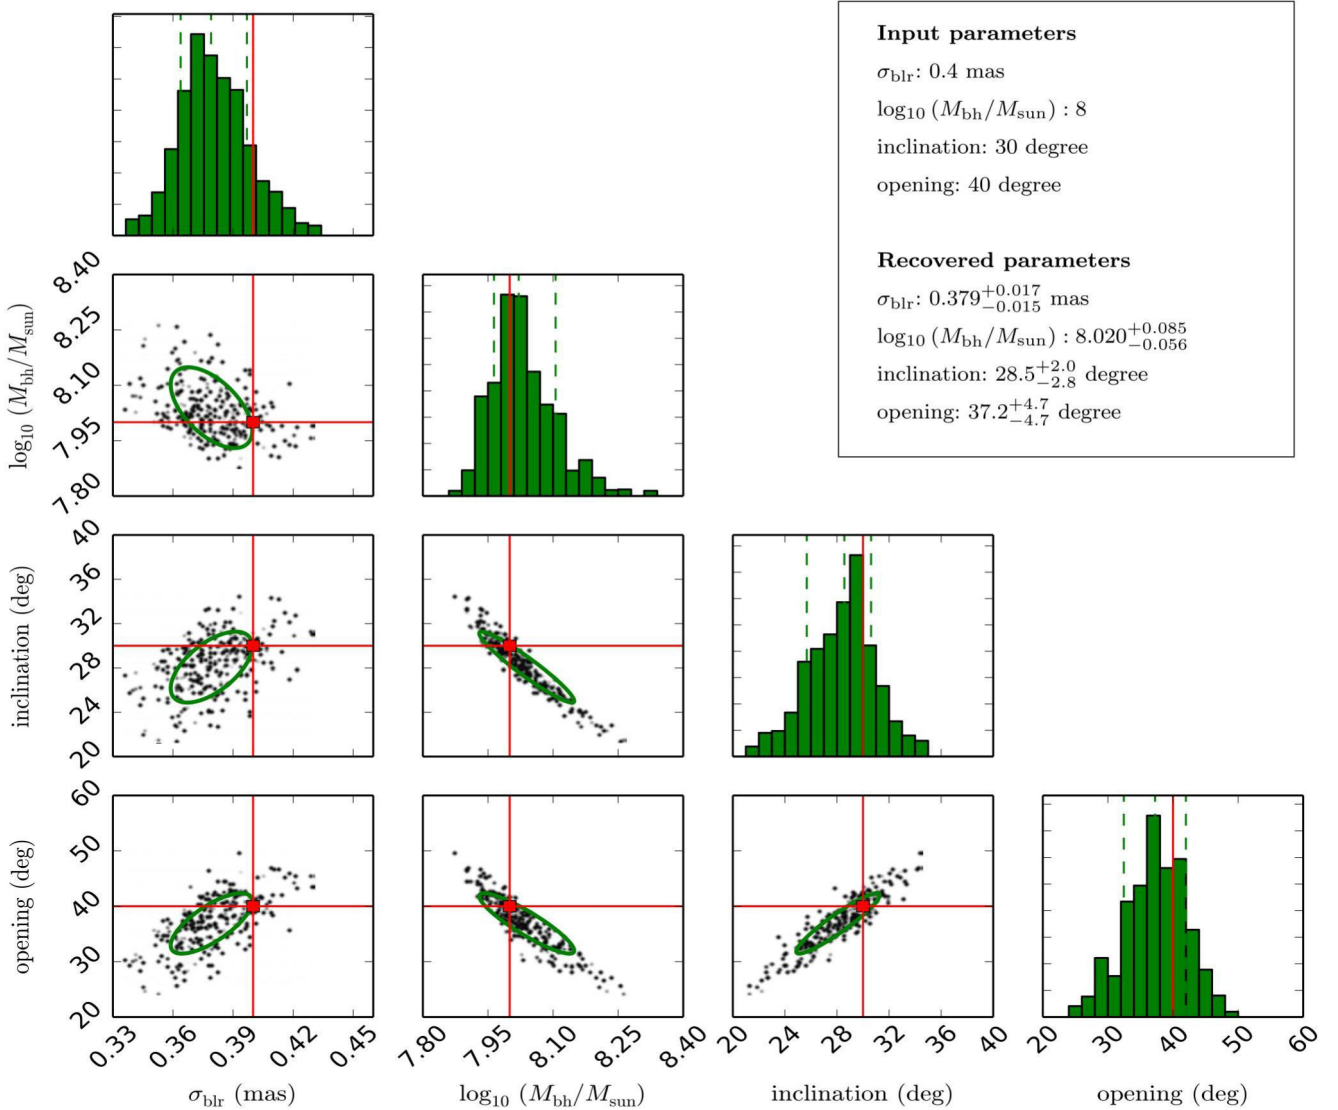 Input parameters
σblr: 0.4 mas
log10 (Mbh/Msun) : 8
inclination: 30 degree
opening: 40 degree
Recovered parameters
σblr: 0.379+0.017−0.015 mas
log10 (Mbh/Msun) : 8.020+0.085−0.056
inclination: 28.5+2.0−2.8 degree
opening: 37.2+4.7−4.7 degree
log10 (Mbh/Msun)
8.40
8.25
8.10
7.95
7.80
inclination (deg)
40
36
32
28
24
20
opening (deg)
60
50
40
30
20
0.35 0.36 0.39 0.42 0.45
7.80 7.95 8.10 8.25 8.40
20 24 28 32 36 40
20 30 40 50 60
σblr (mas)
log10 (Mbh/Msun)
inclination (deg)
opening (deg)